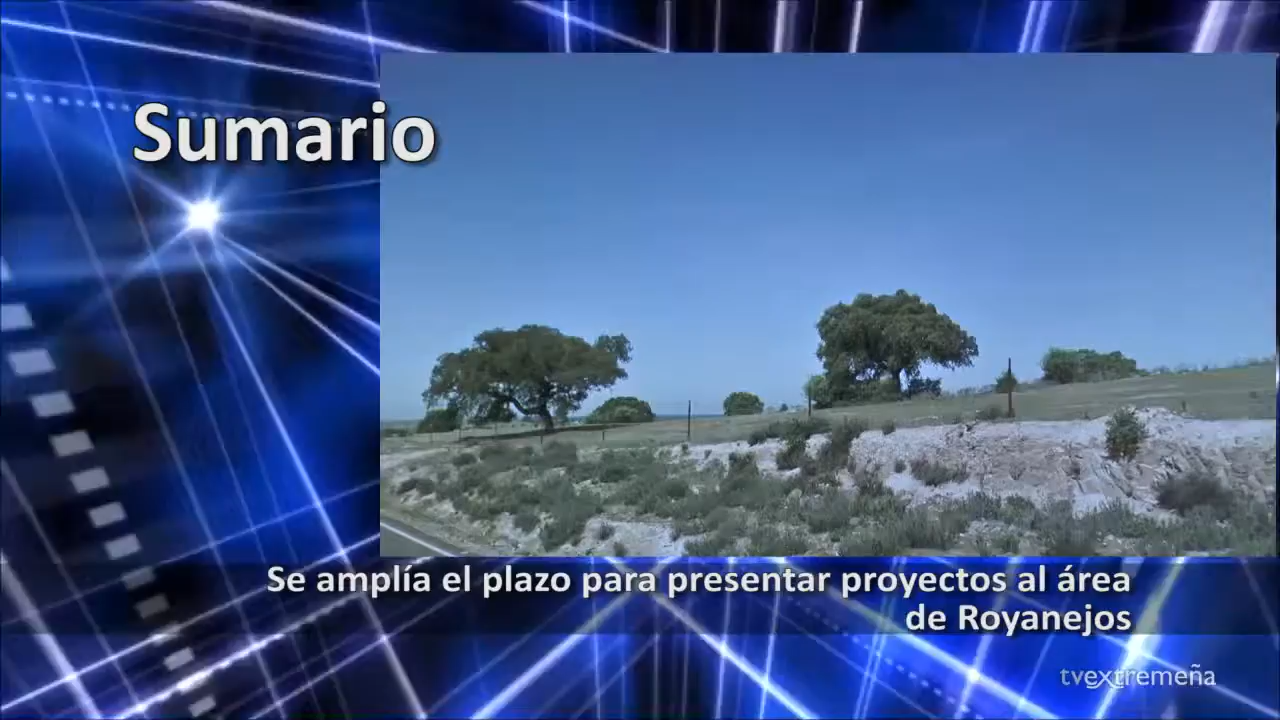 Sumario
Se amplía el plazo para presentar proyectos al área
de Royanejos
tvextremeña